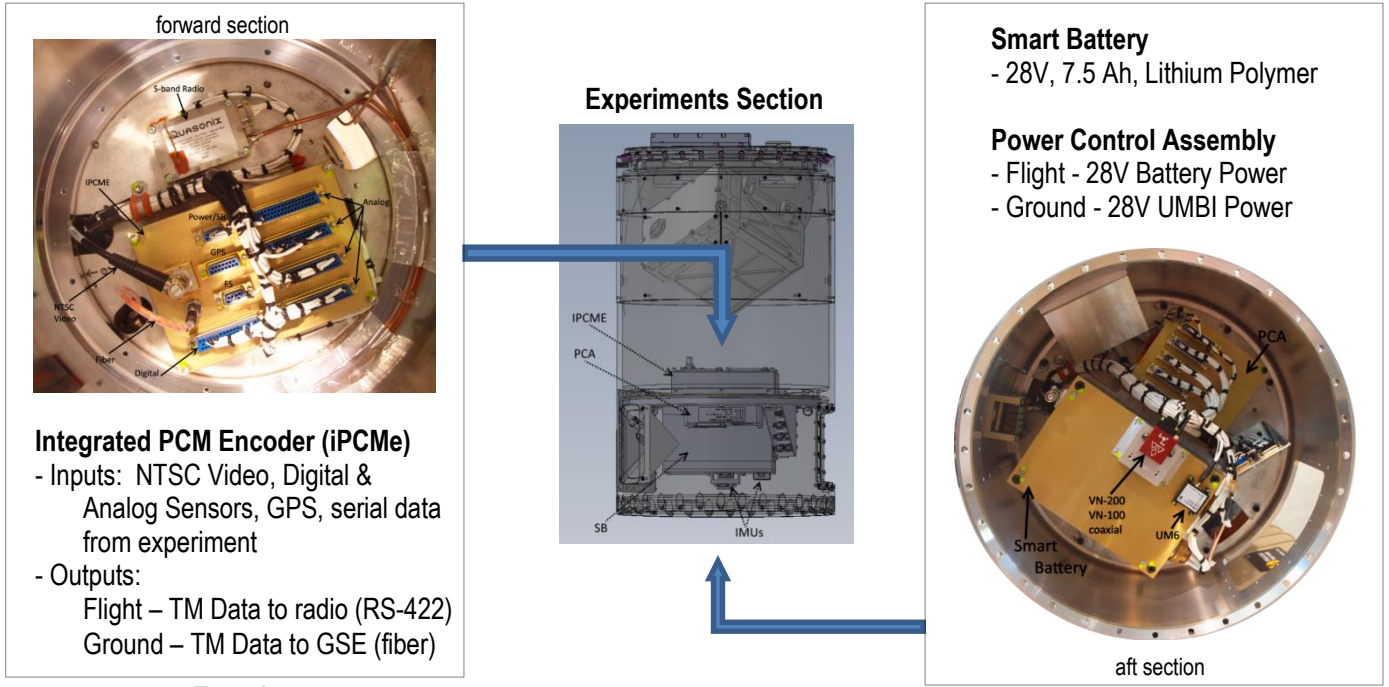 forward section
S-band Radio
QUASONIX
IPCME
Power/SB
Analog
GPS
FS
NTSC
Video
Fiber
Digital
Integrated PCM Encoder (iPCMe)
- Inputs: NTSC Video, Digital &
Analog Sensors, GPS, serial data
from experiment
- Outputs:
Flight – TM Data to radio (RS-422)
Ground – TM Data to GSE (fiber)
Experiments Section
IPCME
PCA
SB
IMUs
Smart Battery
- 28V, 7.5 Ah, Lithium Polymer
Power Control Assembly
- Flight - 28V Battery Power
- Ground - 28V UMBI Power
PCA
VN-200
VN-100
coaxial
UM6
Smart
Battery
aft section